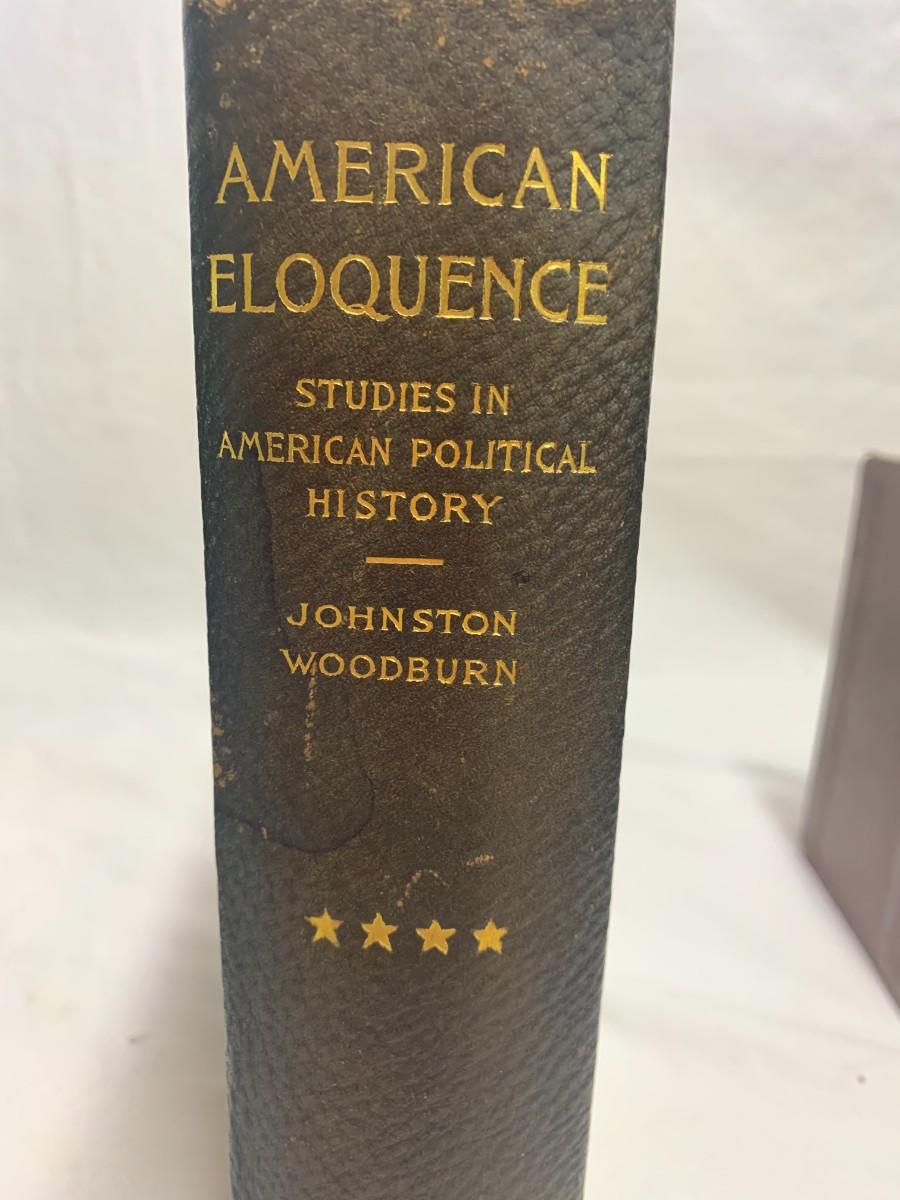 AMERICAN
ELOQUENCE
STUDIES IN
AMERICAN POLITICAL
HISTORY
JOHNSTON
WOODBURN